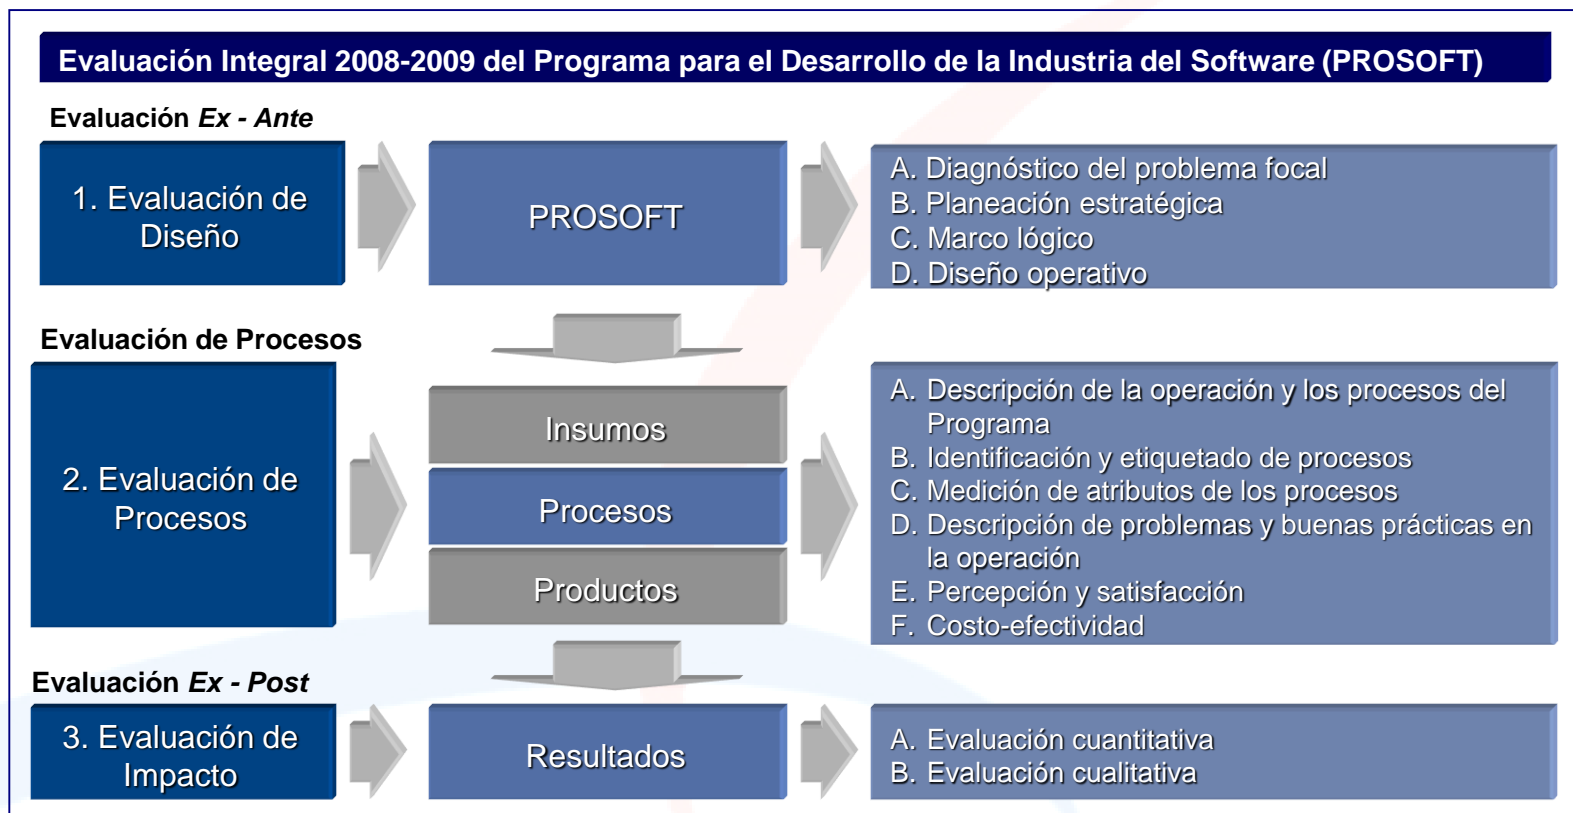 Evaluación Integral 2008-2009 del Programa para el Desarrollo de la Industria del Software (PROSOFT)
Evaluación Ex - Ante
1. Evaluación de
Diseño
PROSOFT
A. Diagnóstico del problema focal
B. Planeación estratégica
C. Marco lógico
D. Diseño operativo
Evaluación de Procesos
2. Evaluación de
Procesos
Insumos
Procesos
Productos
A. Descripción de la operación y los procesos del
Programa
B. Identificación y etiquetado de procesos
C. Medición de atributos de los procesos
D. Descripción de problemas y buenas prácticas en
la operación
E. Percepción y satisfacción
F. Costo-efectividad
Evaluación Ex - Post
3. Evaluación de
Impacto
Resultados
A. Evaluación cuantitativa
B. Evaluación cualitativa